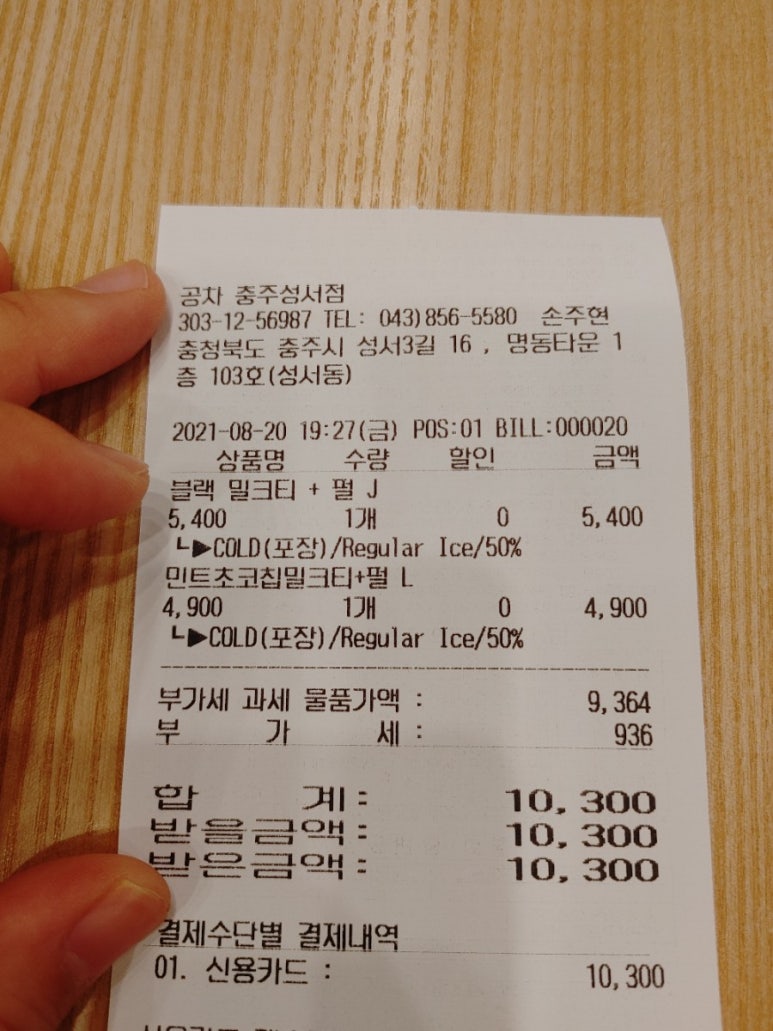 공차 충주성서점
303-12-56987 TEL: 043)856-5580 손주현
충청북도 충주시 성서3길 16 , 명동타운 1
층 103호(성서동)
2021-08-20 19:27(금) POS:01 BILL:000020
상품명 수량 할인 금액
블랙 밀크티 + 펄 J
5,400 1개 0 5,400
┗▶COLD(포장)/Regular Ice/50%
민트초코칩밀크티+펄 L
4,900 1개 0 4,900
┗▶COLD(포장)/Regular Ice/50%
부가세 과세 물품가액 : 9,364
부 가 세 : 936
합 계 : 10,300
받을금액 : 10,300
받은금액 : 10,300
결제수단별 결제내역
01. 신용카드 : 10,300